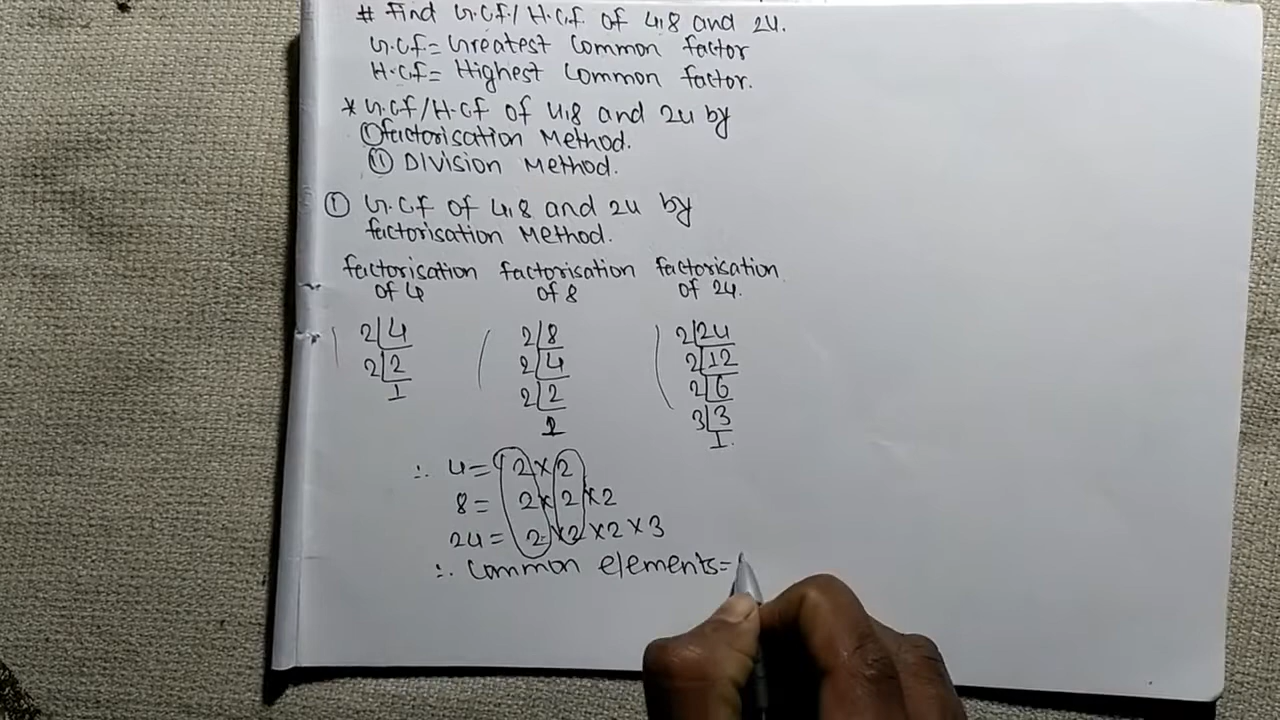 # Find G.C.F./H.C.F. of 4,8 and 24.
G.C.F= Greatest Common factor
H.C.F= Highest Common factor.
* G.C.F/H.C.F of 4,8 and 24 by
① factorisation Method.
② Division Method.
① G.C.F of 4,8 and 24 by
factorisation Method.
factorisation factorisation factorisation
of 4 of 8 of 24.
2|4 2|8 2|24
2|2 2|4 2|12
1 2|2 2|6
1 3|3
1.
∴ 4= 2×2
8= 2×2×2
24= 2×2×2×3
∴ Common elements=